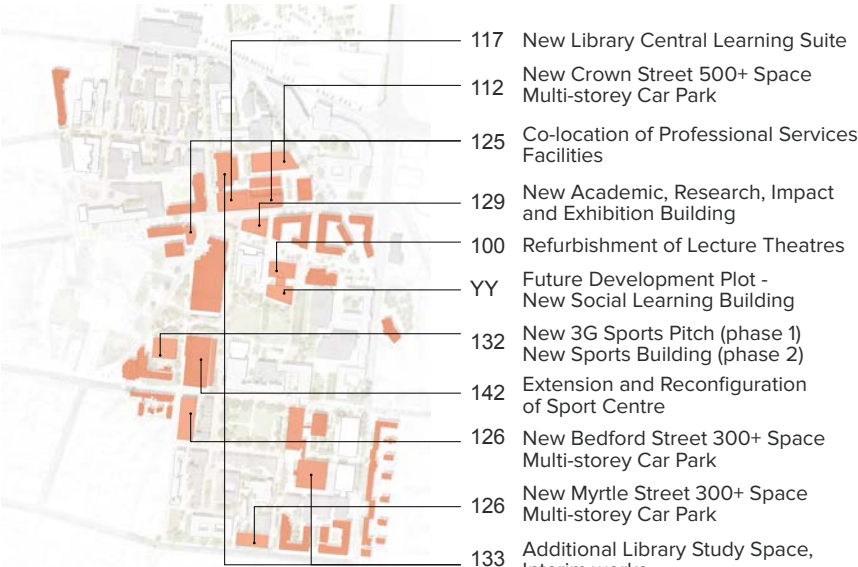 117 New Library Central Learning Suite
112 New Crown Street 500+ Space
Multi-storey Car Park
125 Co-location of Professional Services
Facilities
129 New Academic, Research, Impact
and Exhibition Building
100 Refurbishment of Lecture Theatres
YY Future Development Plot -
New Social Learning Building
132 New 3G Sports Pitch (phase 1)
New Sports Building (phase 2)
142 Extension and Reconfiguration
of Sport Centre
126 New Bedford Street 300+ Space
Multi-storey Car Park
126 New Myrtle Street 300+ Space
Multi-storey Car Park
133 Additional Library Study Space,
Interim works